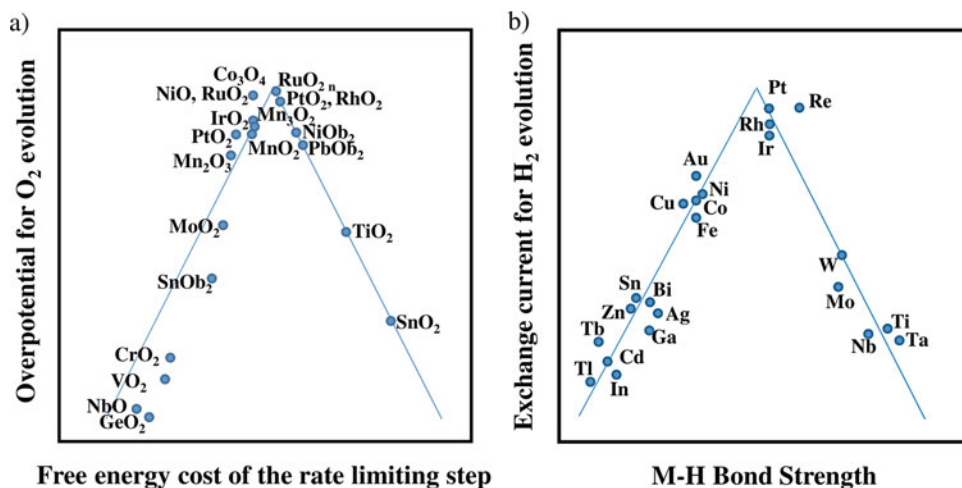 a)
Overpotential for O₂ evolution
Co₃O₄
RuO₂ⁿ
NiO, RuO₂
PtO₂, RhO₂
IrO₂
Mn₃O₂
PtO₂
NiOb₂
MnO₂
PbOb₂
Mn₂O₃
MoO₂
TiO₂
SnOb₂
SnO₂
CrO₂
VO₂
NbO
GeO₂
Free energy cost of the rate limiting step
b)
Exchange current for H₂ evolution
Pt
Re
Rh
Ir
Au
Ni
Cu
Co
Fe
W
Mo
Sn
Bi
Zn
Ag
Ga
Ti
Nb
Ta
Tb
Cd
Tl
In
M-H Bond Strength